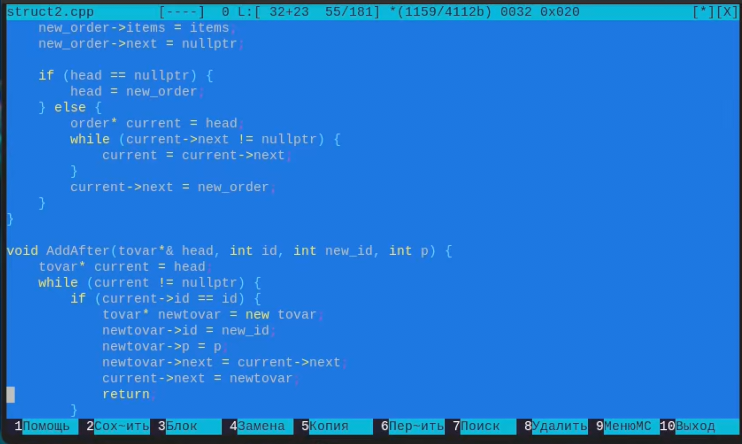 struct2.cpp [----] 0 L:[ 32+23 55/181] *(1159/4112b) 0032 0x020 [*][X]
    new_order->items = items;
    new_order->next = nullptr;

    if (head == nullptr) {
        head = new_order;
    } else {
        order* current = head;
        while (current->next != nullptr) {
            current = current->next;
        }
        current->next = new_order;
    }
}

void AddAfter(tovar*& head, int id, int new_id, int p) {
    tovar* current = head;
    while (current != nullptr) {
        if (current->id == id) {
            tovar* newtovar = new tovar;
            newtovar->id = new_id;
            newtovar->p = p;
            newtovar->next = current->next;
            current->next = newtovar;
            return;
        }
1Помощь 2Сох~ить 3Блок 4Замена 5Копия 6Пер~ить 7Поиск 8Удалить 9МенюМС 10Выход